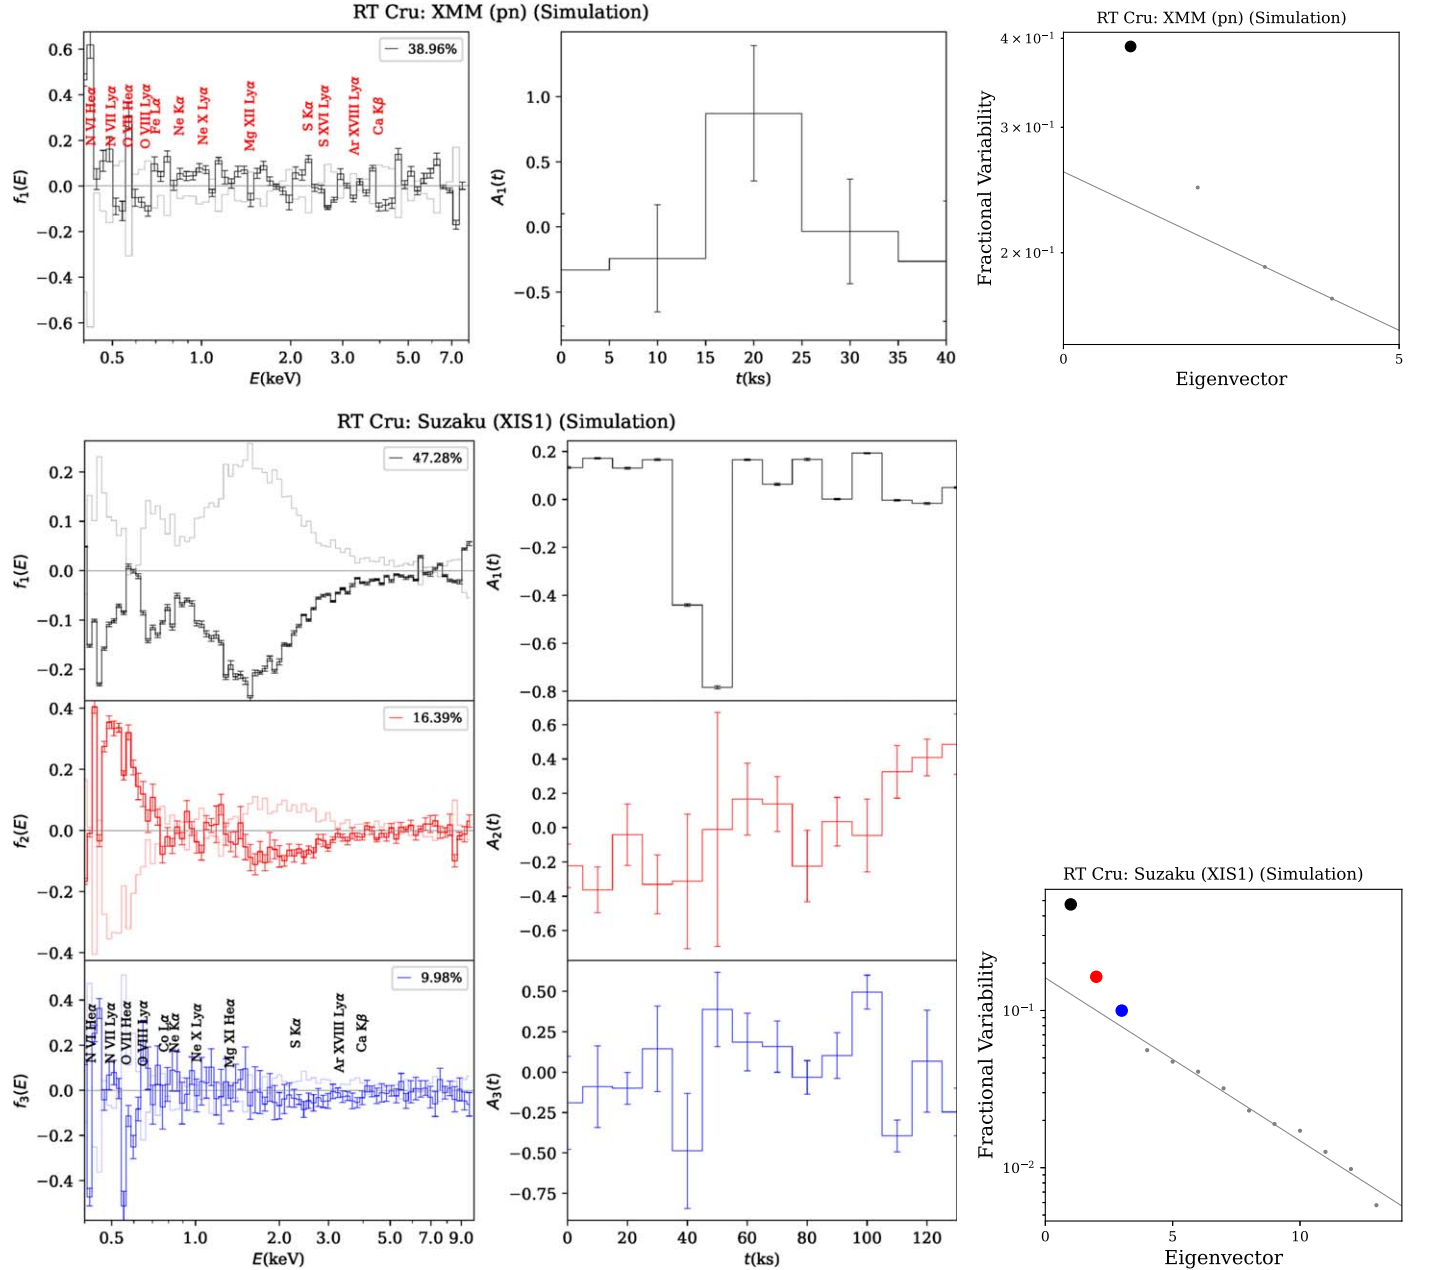 RT Cru: XMM (pn) (Simulation)
38.96%
N VI Heα
N VII Lyα
O VII Heα
O VIII Lyα
Fe Lα
Ne Kα
Ne X Lyα
Mg XII Lyα
S Kα
S XVI Lyα
Ar XVIII Lyα
Ca Kβ
f₁(E)
0.6
0.4
0.2
0.0
−0.2
−0.4
−0.6
0.5 1.0 2.0 3.0 5.0 7.0
E(keV)
A₁(t)
1.0
0.5
0.0
−0.5
0 5 10 15 20 25 30 35 40
t(ks)
RT Cru: XMM (pn) (Simulation)
Fractional Variability
4 × 10⁻¹
3 × 10⁻¹
2 × 10⁻¹
0 5
Eigenvector
RT Cru: Suzaku (XIS1) (Simulation)
47.28%
f₁(E)
0.2
0.1
0.0
−0.1
−0.2
A₁(t)
0.2
0.0
−0.2
−0.4
−0.6
−0.8
16.39%
f₂(E)
0.4
0.2
0.0
−0.2
−0.4
A₂(t)
0.6
0.4
0.2
0.0
−0.2
−0.4
−0.6
9.98%
N VI Heα
N VII Lyα
O VII Heα
O VIII Lyα
Co Lα
Ne Kα
Ne X Lyα
Mg XI Heα
S Kα
Ar XVIII Lyα
Ca Kβ
f₃(E)
0.4
0.2
0.0
−0.2
−0.4
0.5 1.0 2.0 3.0 5.0 7.0 9.0
E(keV)
A₃(t)
0.50
0.25
0.00
−0.25
−0.50
−0.75
0 20 40 60 80 100 120
t(ks)
RT Cru: Suzaku (XIS1) (Simulation)
Fractional Variability
10⁻¹
10⁻²
0 5 10
Eigenvector